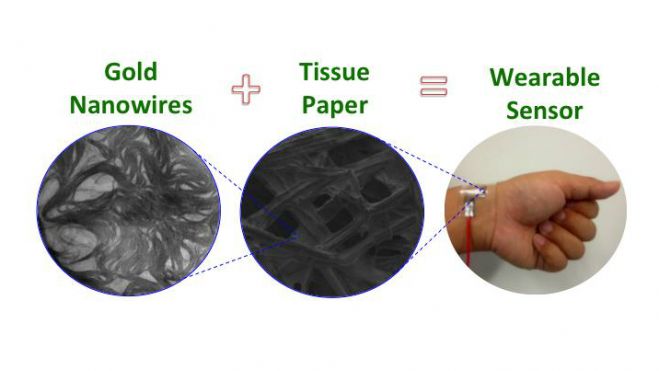 Gold
Nanowires
+
Tissue
Paper
=
Wearable
Sensor